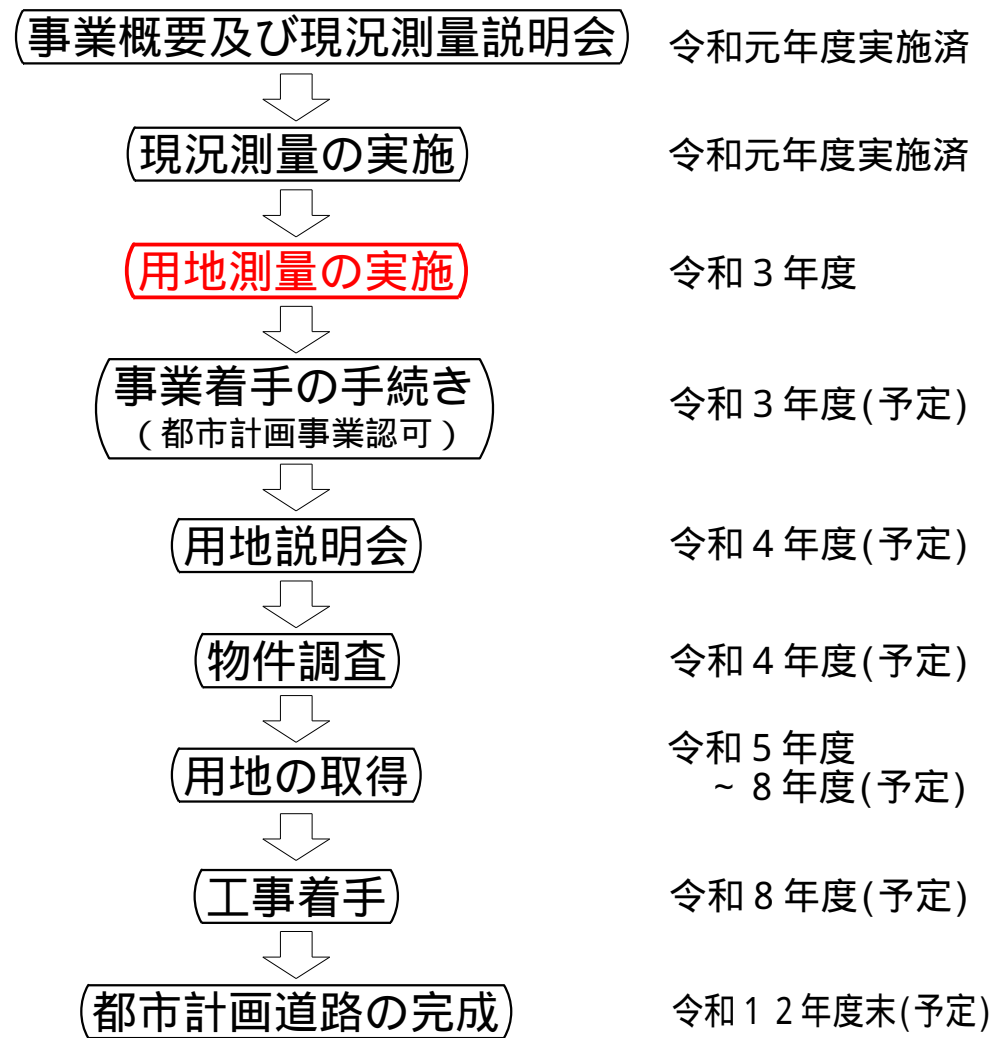 事業概要及び現況測量説明会 令和元年度実施済
現況測量の実施 令和元年度実施済
用地測量の実施 令和３年度
事業着手の手続き
（都市計画事業認可） 令和３年度(予定)
用地説明会 令和４年度(予定)
物件調査 令和４年度(予定)
用地の取得 令和５年度
～８年度(予定)
工事着手 令和８年度(予定)
都市計画道路の完成 令和１２年度末(予定)